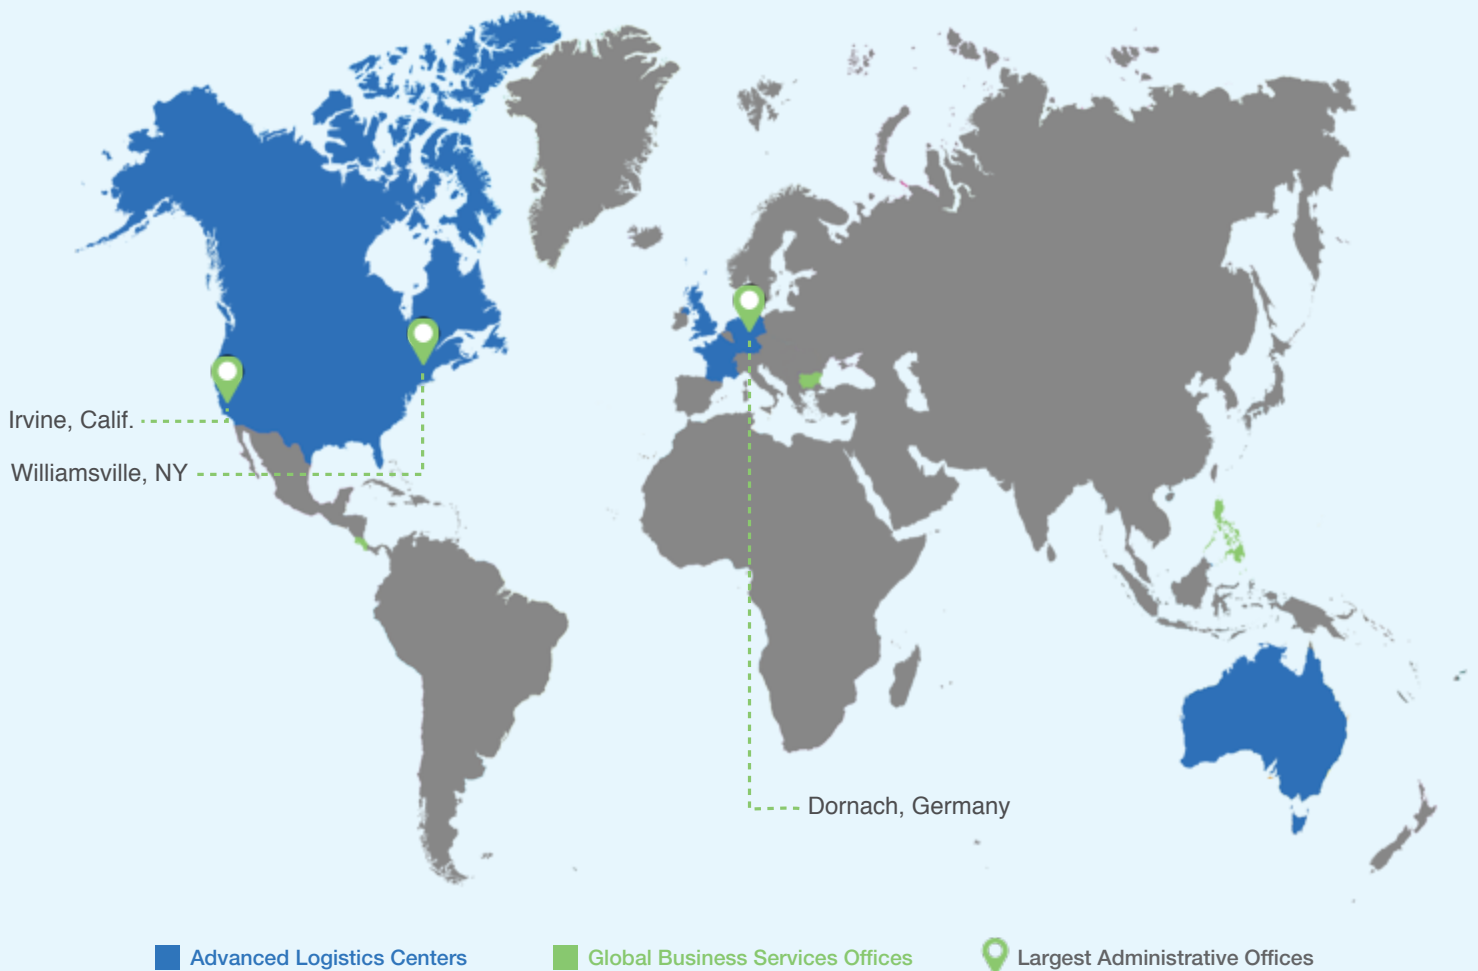 Irvine, Calif.
Williamsville, NY
Dornach, Germany
Advanced Logistics Centers
Global Business Services Offices
Largest Administrative Offices